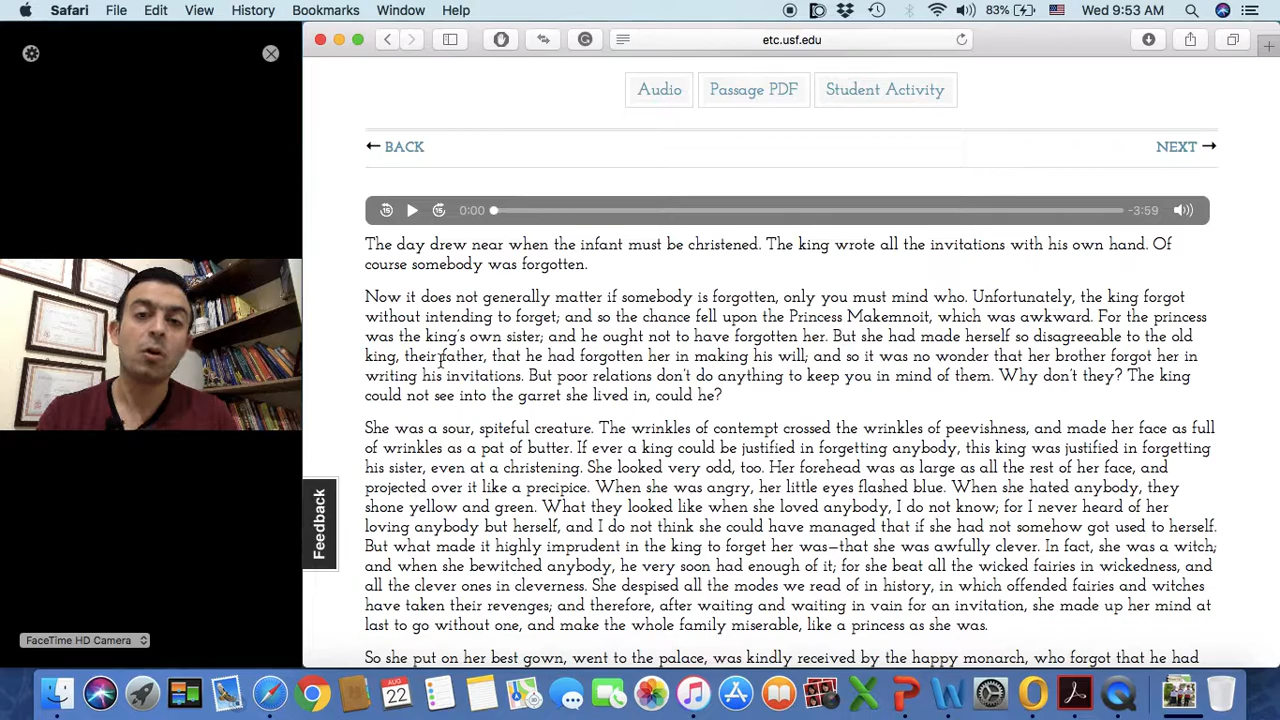 Safari File Edit View History Bookmarks Window Help 83% Wed 9:53 AM
etc.usf.edu
Audio Passage PDF Student Activity
BACK NEXT
15 15 0:00 -3:59
The day drew near when the infant must be christened. The king wrote all the invitations with his own hand. Of
course somebody was forgotten.
Now it does not generally matter if somebody is forgotten, only you must mind who. Unfortunately, the king forgot
without intending to forget; and so the chance fell upon the Princess Makemnoit, which was awkward. For the princess
was the king's own sister; and he ought not to have forgotten her. But she had made herself so disagreeable to the old
king, their father, that he had forgotten her in making his will; and so it was no wonder that her brother forgot her in
writing his invitations. But poor relations don't do anything to keep you in mind of them. Why don't they? The king
could not see into the garret she lived in, could he?
She was a sour, spiteful creature. The wrinkles of contempt crossed the wrinkles of peevishness, and made her face as full
of wrinkles as a pat of butter. If ever a king could be justified in forgetting anybody, this king was justified in forgetting
his sister, even at a christening. She looked very odd, too. Her forehead was as large as all the rest of her face, and
projected over it like a precipice. When she was angry, her little eyes flashed blue. When she hated anybody, they
shone yellow and green. What they looked like when she loved anybody, I do not know; for I never heard of her
loving anybody but herself, and I do not think she could have managed that if she had not somehow got used to herself.
But what made it highly imprudent in the king to forget her was—that she was awfully clever. In fact, she was a witch;
and when she bewitched anybody, he very soon had enough of it; for she beat all the wicked fairies in wickedness, and
all the clever ones in cleverness. She despised all the modes we read of in history, in which offended fairies and witches
have taken their revenges; and therefore, after waiting and waiting in vain for an invitation, she made up her mind at
last to go without one, and make the whole family miserable, like a princess as she was.
So she put on her best gown, went to the palace, was kindly received by the happy monarch, who forgot that he had
Feedback
FaceTime HD Camera
AUG
22